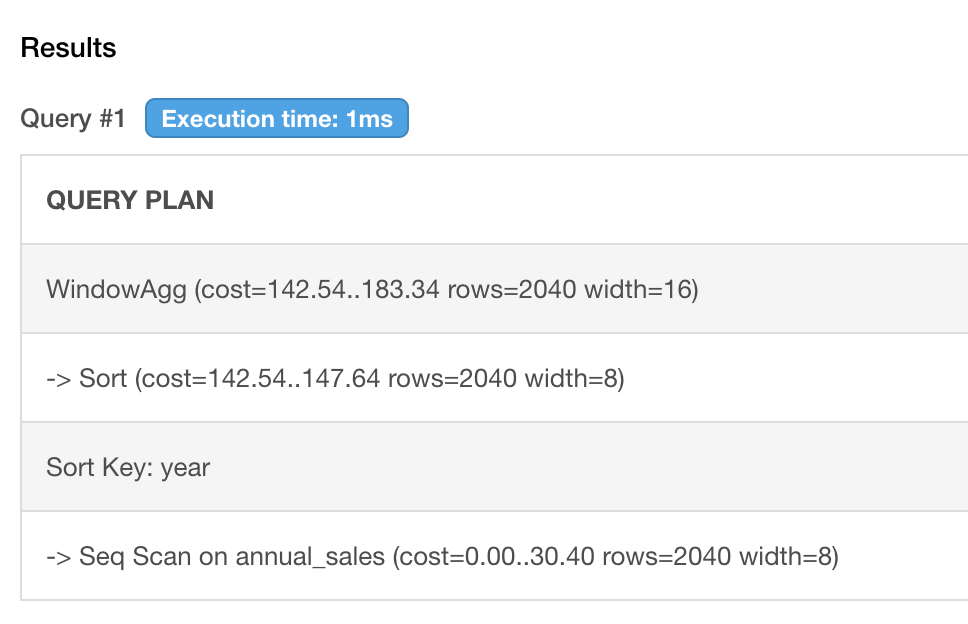 Results
Query #1 Execution time: 1ms
QUERY PLAN
WindowAgg (cost=142.54..183.34 rows=2040 width=16)
-> Sort (cost=142.54..147.64 rows=2040 width=8)
Sort Key: year
-> Seq Scan on annual_sales (cost=0.00..30.40 rows=2040 width=8)